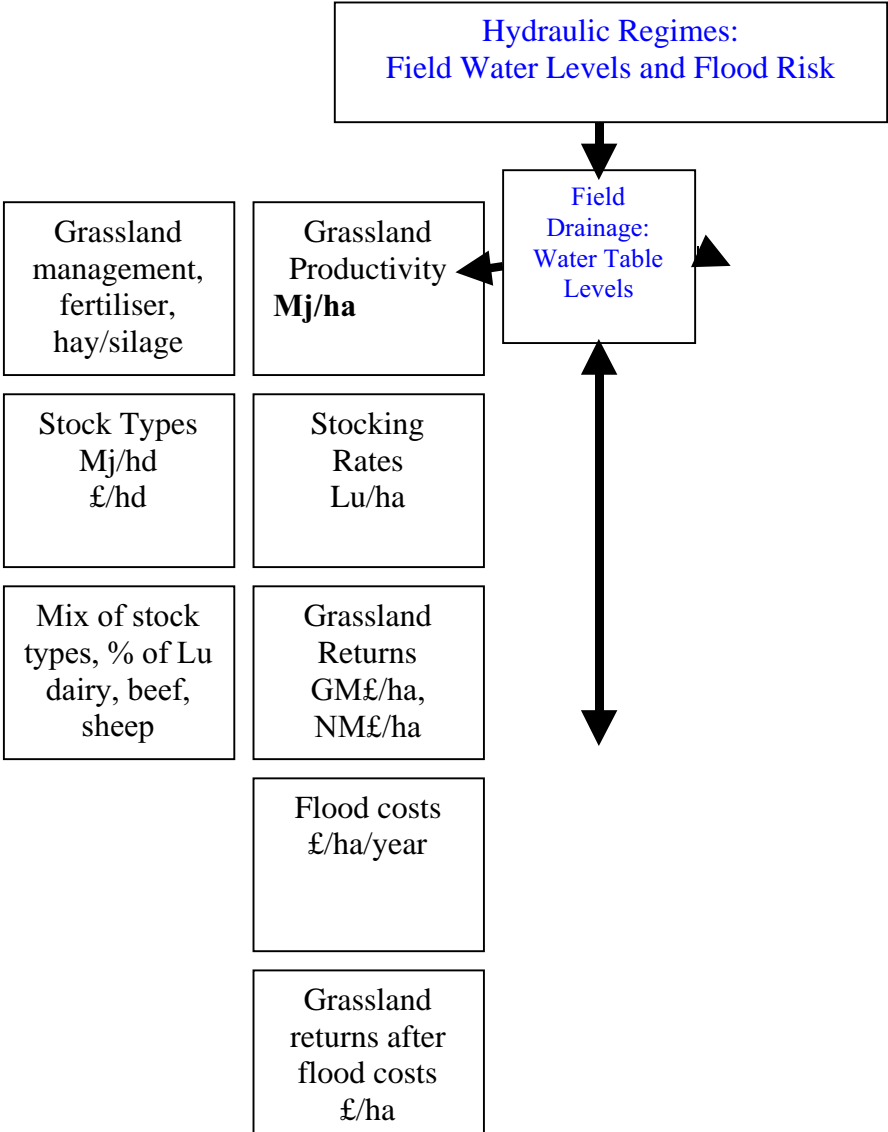 Hydraulic Regimes:
Field Water Levels and Flood Risk
Field
Drainage:
Water Table
Levels
Grassland
management,
fertiliser,
hay/silage
Grassland
Productivity
Mj/ha
Stock Types
Mj/hd
£/hd
Stocking
Rates
Lu/ha
Mix of stock
types, % of Lu
dairy, beef,
sheep
Grassland
Returns
GM£/ha,
NM£/ha
Flood costs
£/ha/year
Grassland
returns after
flood costs
£/ha